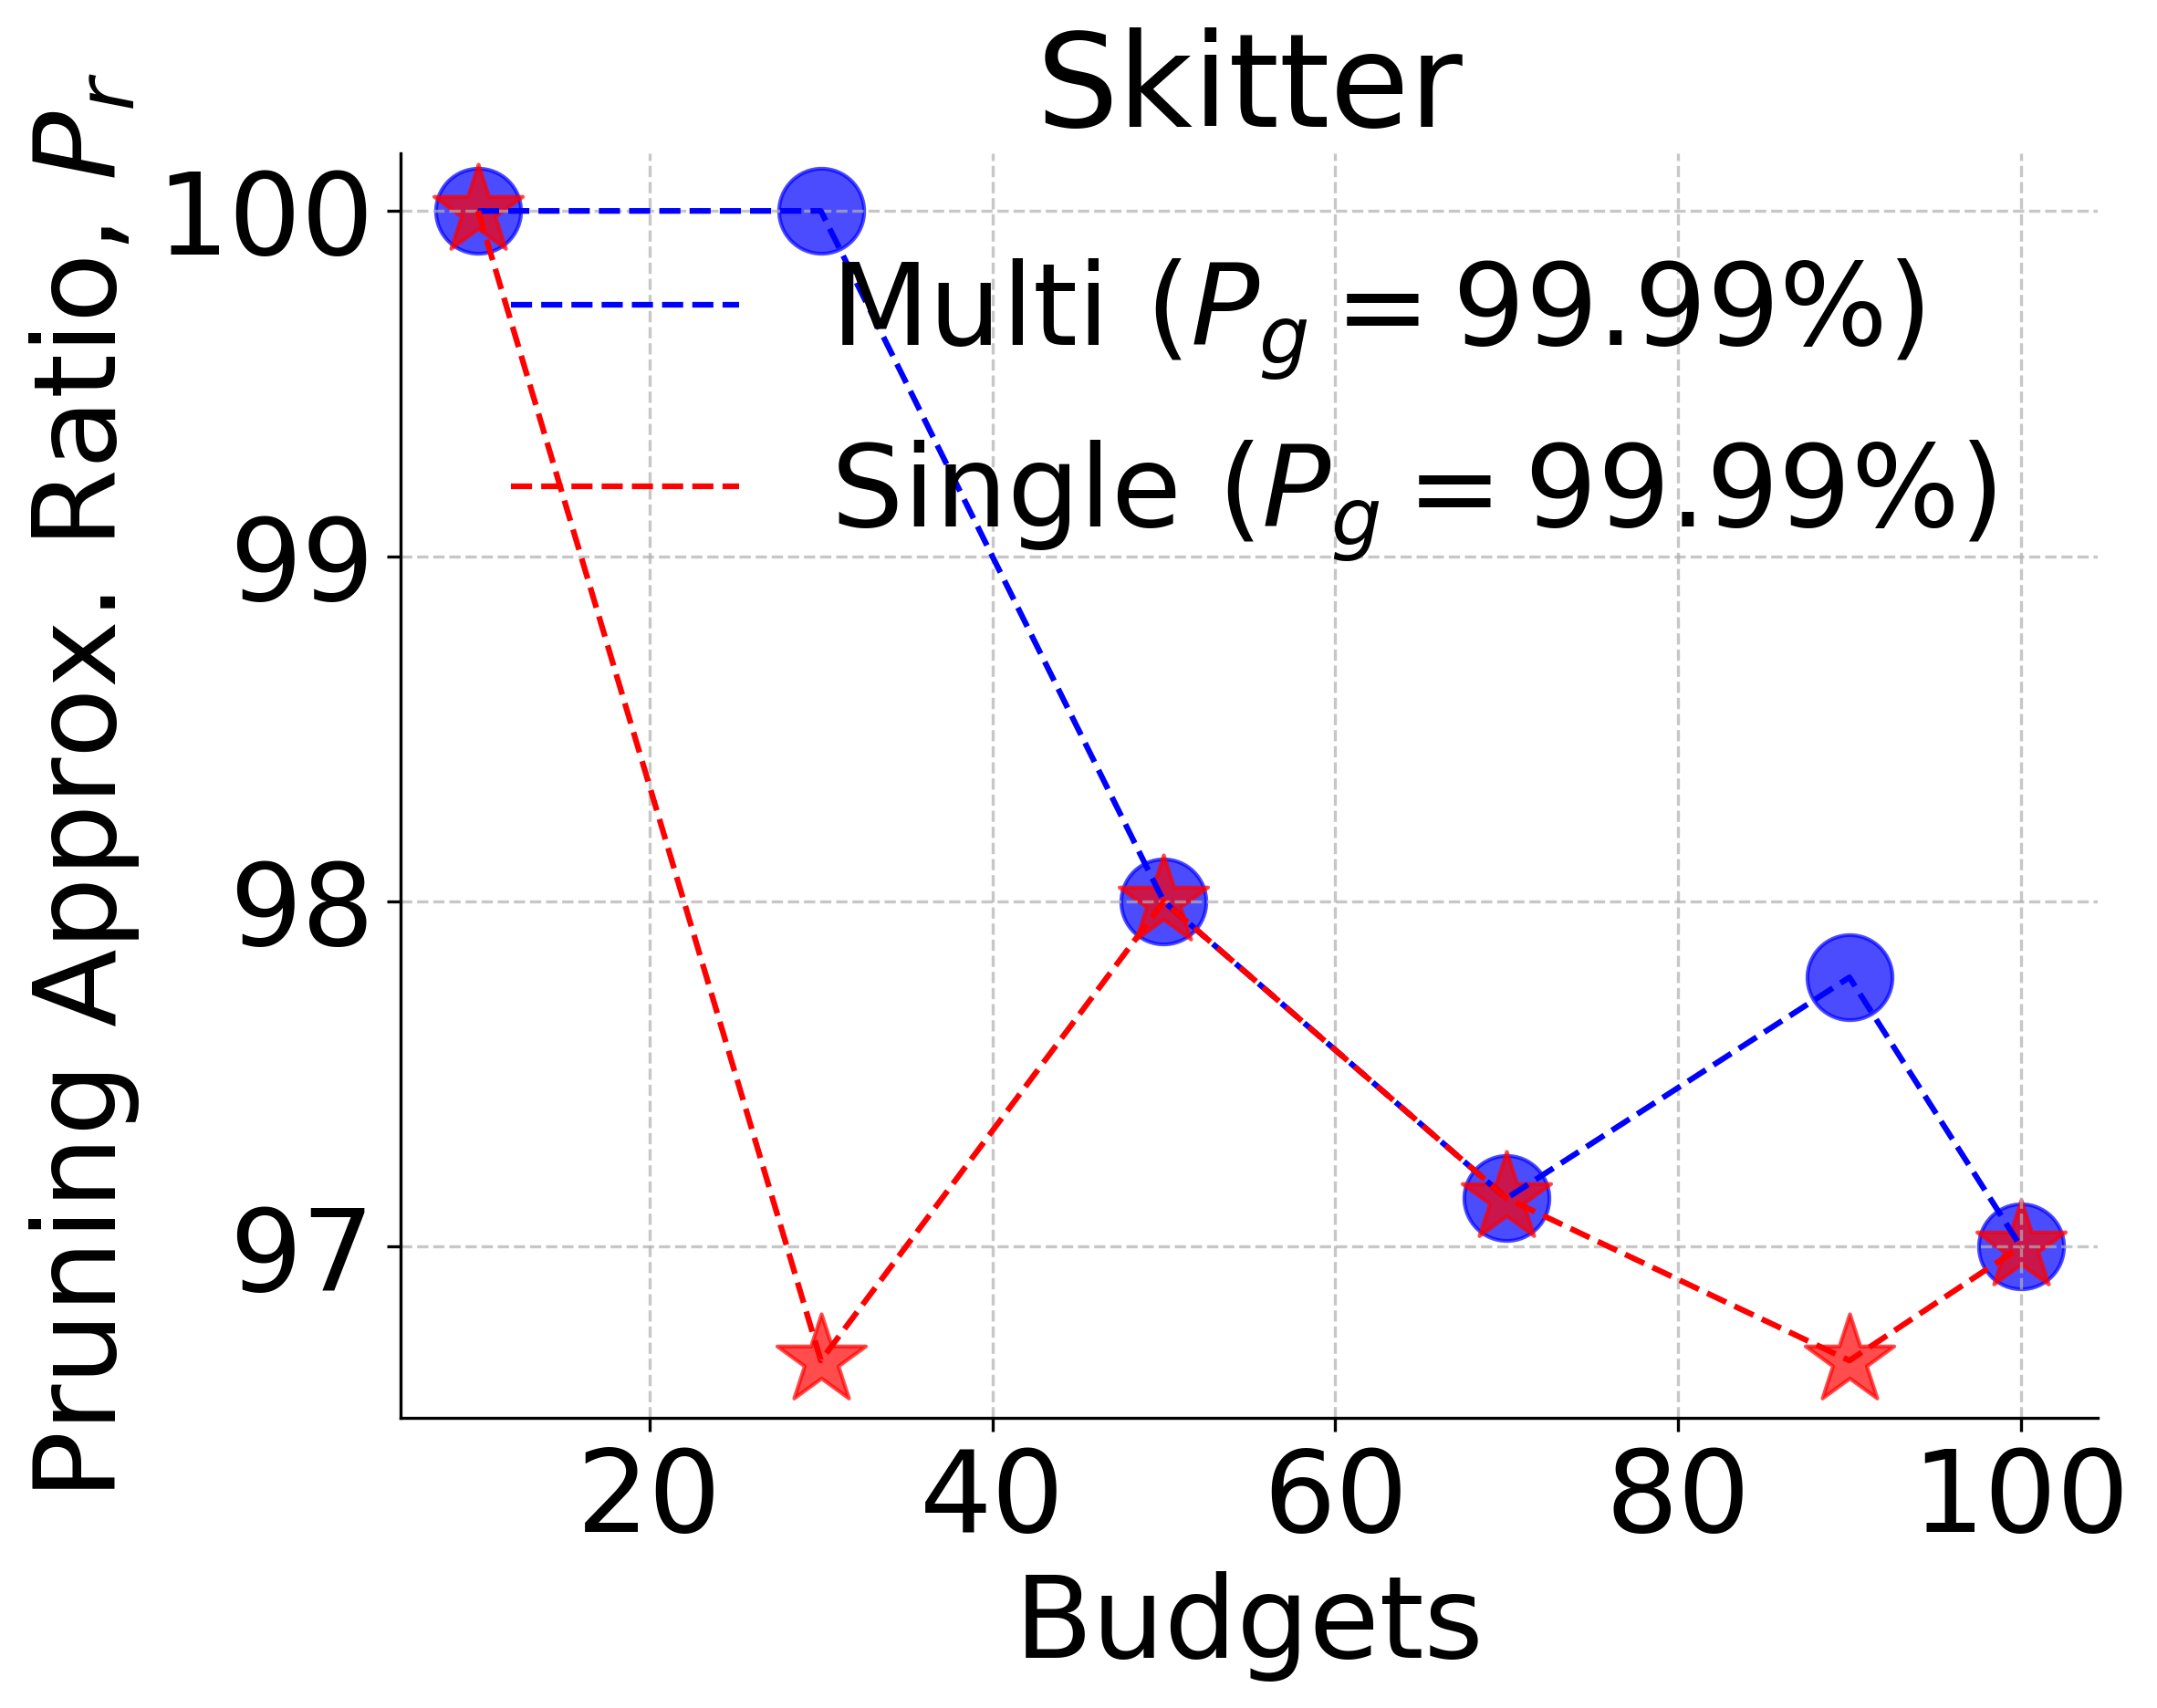 Skitter
Pruning Approx. Ratio, P_r
100
99
98
97
Multi (P_g = 99.99%)
Single (P_g = 99.99%)
20 40 60 80 100
Budgets